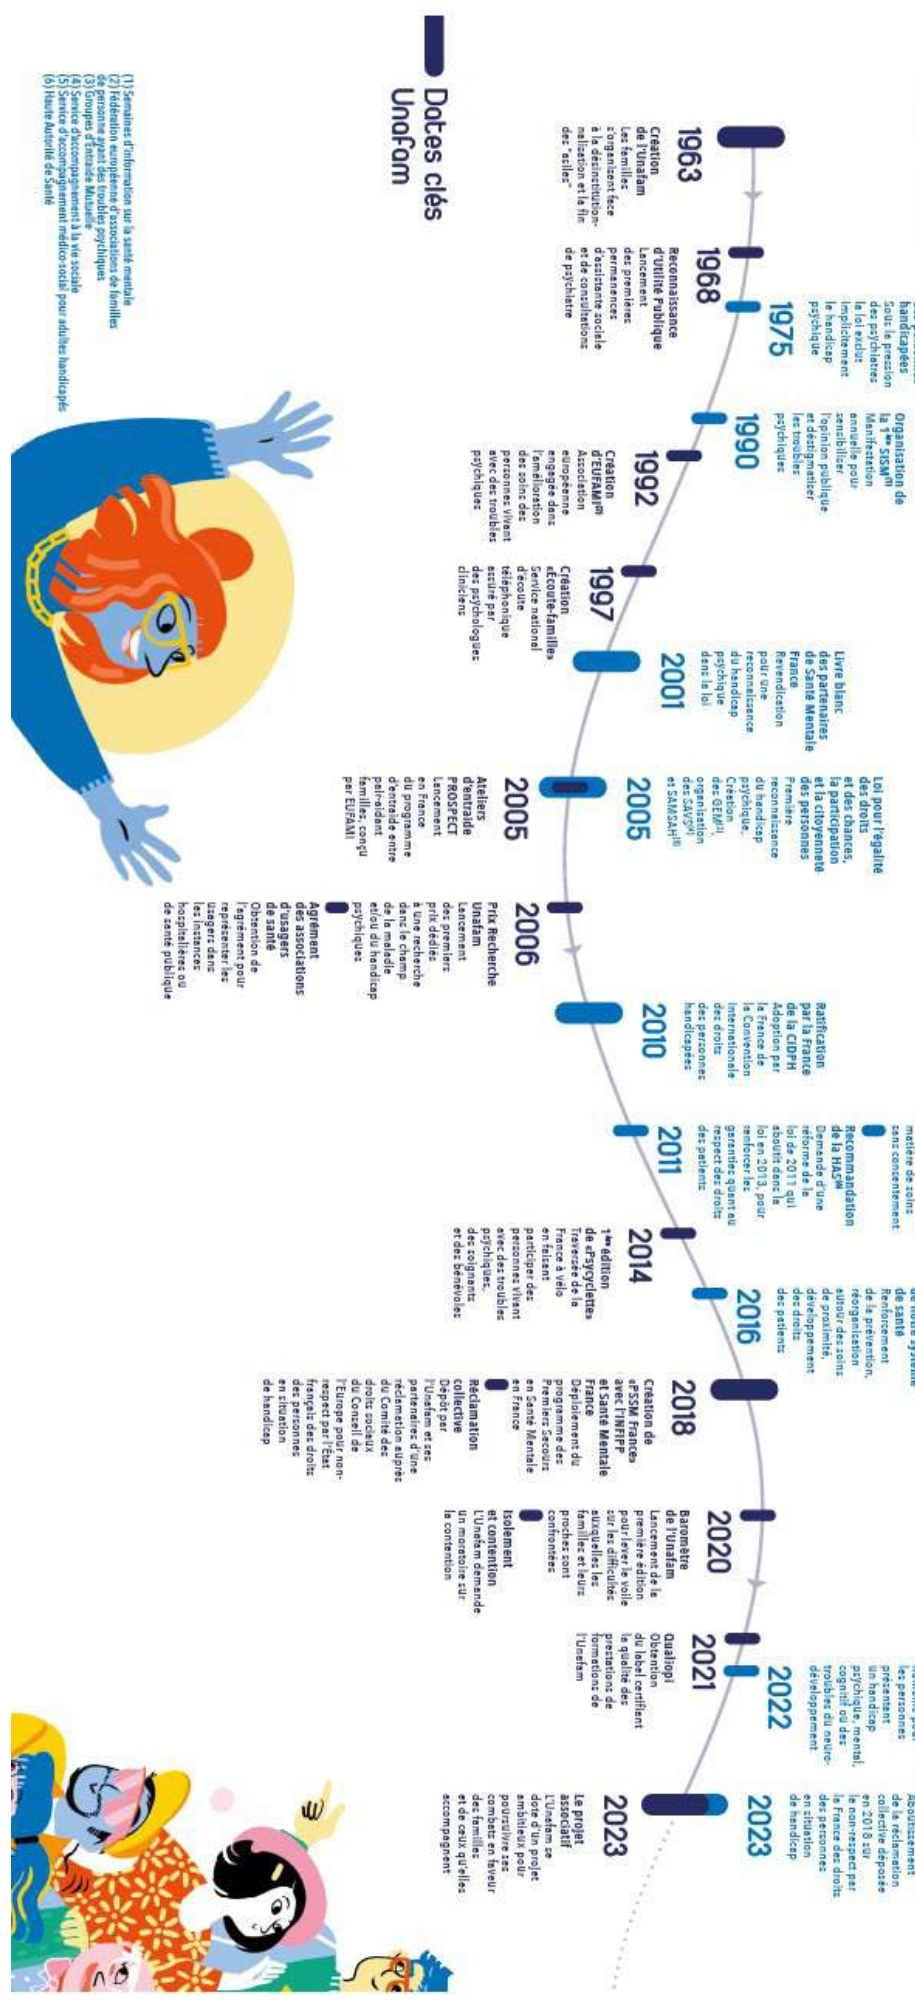 Dates clés
Unafam
1963
Création
de l'Unafam
Les familles
s'organisent face
à la désinstitution-
nalisation et la fin
des "asiles"
1968
Reconnaissance
d'Utilité Publique
Lancement
des premières
permanences
d'assistante sociale
et de consultations
de psychiatre
handicapées
Sous la pression
des psychiatres
la loi exclut
implicitement
le handicap
psychique
1975
Organisation de
la 1ère SISM(1)
Manifestation
annuelle pour
sensibiliser
l'opinion publique
et déstigmatiser
les troubles
psychiques
1990
1992
Création
d'EUFAMI(2)
Association
européenne
engagée dans
l'amélioration
des soins des
personnes vivant
avec des troubles
psychiques
1997
Création
«Écoute-famille»
Service national
d'écoute
téléphonique
assuré par
des psychologues
cliniciens
Livre blanc
des partenaires
de Santé Mentale
France
Revendication
pour une
reconnaissance
du handicap
psychique
dans la loi
2001
Loi pour l'égalité
des droits
et des chances,
la participation
et la citoyenneté
des personnes
Première
reconnaissance
du handicap
psychique.
Création
des GEM(3)
organisation
des SAVS(4)
et SAMSAH(5)
2005
2005
Ateliers
d'entraide
PROSPECT
Lancement
en France
du programme
d'entraide entre
pair-aidant
familles, conçu
par EUFAMI
2006
Prix Recherche
Unafam
Lancement
des premiers
prix dédiés
à une recherche
dans le champ
de la maladie
et/ou du handicap
psychiques
Agrément
des associations
d'usagers
de santé
Obtention de
l'agrément pour
représenter les
usagers dans
les instances
hospitalières ou
de santé publique
Ratification
par la France
de la CIDPH
Adoption par
la France de
la Convention
Internationale
des droits
des personnes
handicapées
2010
matière de soins
sans consentement
Recommandation
de la HAS(6)
Demande d'une
réforme de la
loi de 2011 qui
aboutit dans la
loi en 2013, pour
renforcer les
garanties quant au
respect des droits
des patients
2011
2014
1ère édition
de «Psycyclette»
Traversée de la
France à vélo
en faisant
participer des
personnes vivant
avec des troubles
psychiques,
des soignants
et des bénévoles
de notre système
de santé
Renforcement
de la prévention,
réorganisation
autour des soins
de proximité,
développement
des droits
des patients
2016
2018
Création de
«PSSM France»
avec l'INFIPP
et Santé Mentale
France
Déploiement du
programme des
Premiers Secours
en Santé Mentale
en France
Réclamation
collective
Dépôt par
l'Unafam et ses
partenaires d'une
réclamation auprès
du Comité des
droits sociaux
du Conseil de
l'Europe pour non-
respect par l'État
français des droits
des personnes
en situation
de handicap
2020
Baromètre
de l'Unafam
Lancement de la
première édition
pour lever le voile
sur les difficultés
auxquelles les
familles et leurs
proches sont
confrontées
Isolement
et contention
L'Unafam demande
un moratoire sur
la contention
2021
Qualiopi
Obtention
du label certifiant
la qualité des
prestations de
formations de
l'Unafam
les personnes
présentant
un handicap
psychique, mental,
cognitif ou des
troubles du neuro-
développement
2022
Aboutissement
de la réclamation
collective déposée
en 2018 sur
le non-respect par
la France des droits
des personnes
en situation
de handicap
2023
2023
Le projet
associatif
L'Unafam se
dote d'un projet
ambitieux pour
poursuivre ses
combats en faveur
des familles
et de ceux qu'elles
accompagnent
(1) Semaines d'information sur la santé mentale
(2) Fédération européenne d'associations de familles
de personne ayant des troubles psychiques
(3) Groupes d'Entraide Mutuelle
(4) Service d'accompagnement à la vie sociale
(5) Service d'accompagnement médico-social pour adultes handicapés
(6) Haute Autorité de Santé